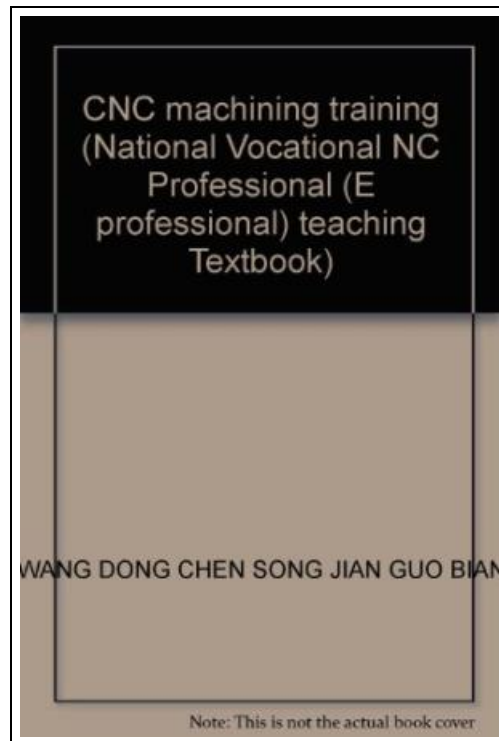 CNC machining training
(National Vocational NC
Professional (E
professional) teaching
Textbook)
WANG DONG CHEN SONG JIAN GUO BIAN
Note: This is not the actual book cover